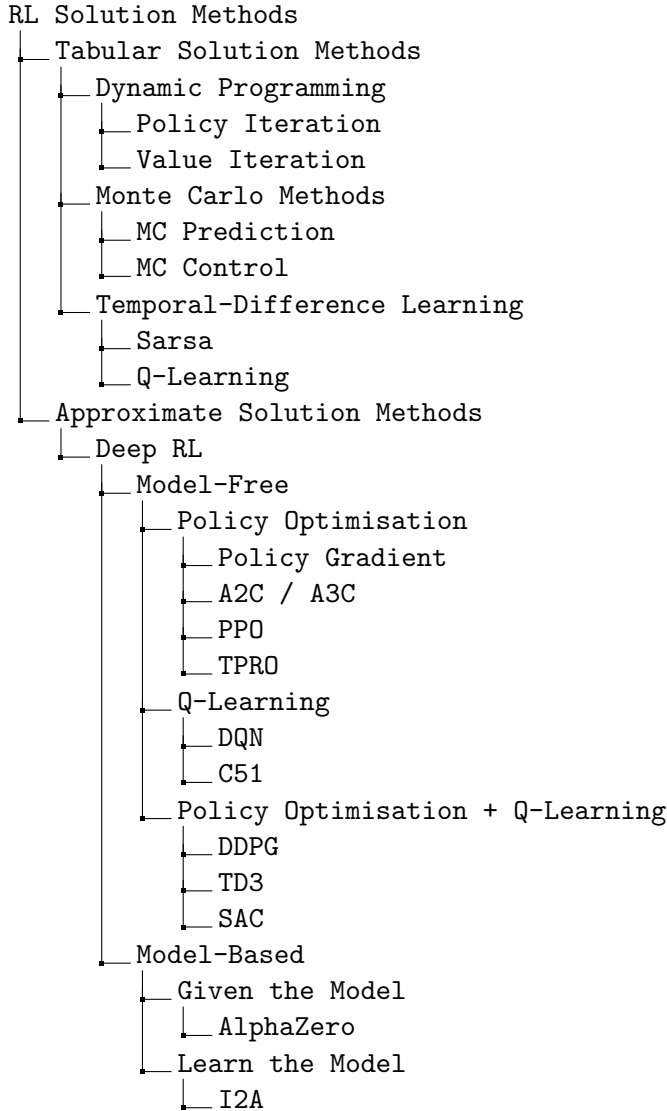 RL Solution Methods
Tabular Solution Methods
Dynamic Programming
Policy Iteration
Value Iteration
Monte Carlo Methods
MC Prediction
MC Control
Temporal-Difference Learning
Sarsa
Q-Learning
Approximate Solution Methods
Deep RL
Model-Free
Policy Optimisation
Policy Gradient
A2C / A3C
PPO
TPRO
Q-Learning
DQN
C51
Policy Optimisation + Q-Learning
DDPG
TD3
SAC
Model-Based
Given the Model
AlphaZero
Learn the Model
I2A